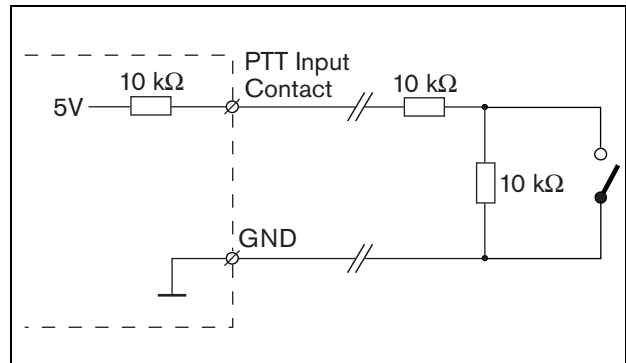 PTT Input
Contact
10 kΩ
10 kΩ
5V
10 kΩ
GND